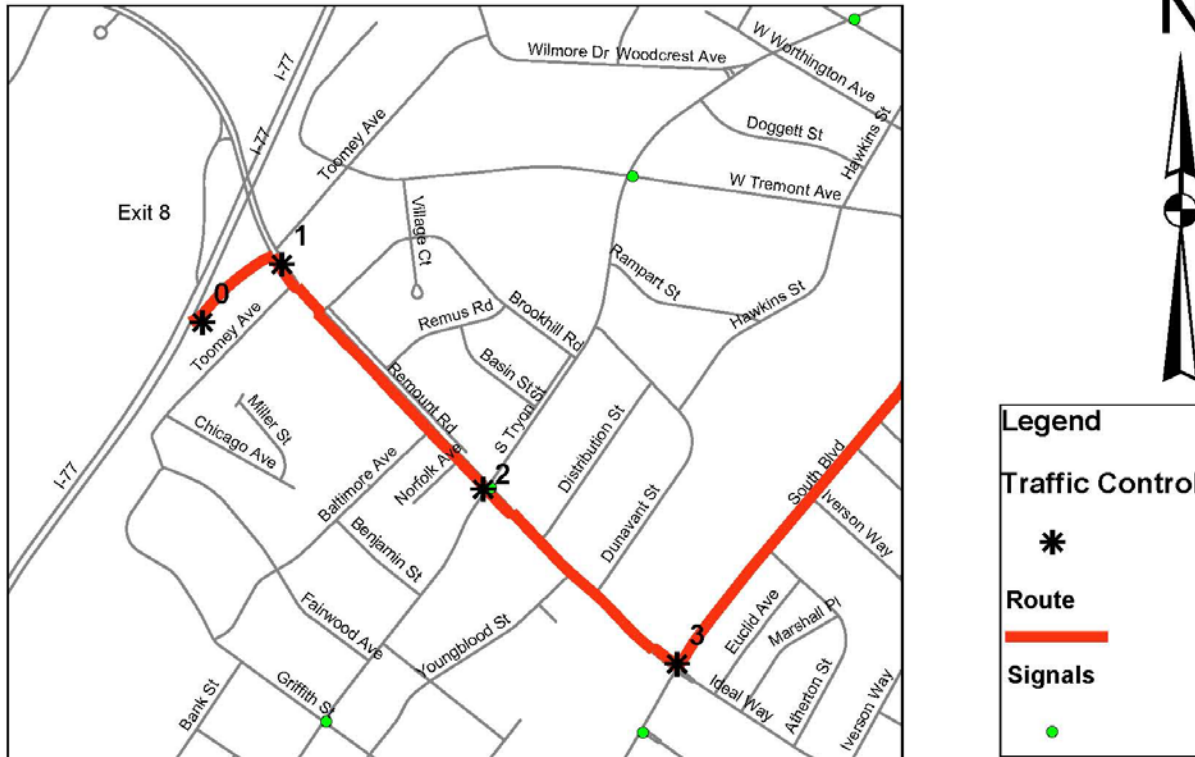 N
I-77
Wilmore Dr
Woodcrest Ave
W Worthington Ave
Toomey Ave
I-77
Doggett St
Hawkins St
W Tremont Ave
Exit 8
Village Ct
1
Rampart St
0
Remus Rd
Brookhill Rd
Hawkins St
Toomey Ave
Basin St
S Tryon St
Remount Rd
Miller St
Chicago Ave
Distribution St
Norfolk Ave
2
I-77
Baltimore Ave
South Blvd
Iverson Way
Dunavant St
Benjamin St
Fairwood Ave
Euclid Ave
Marshall Pl
3
Youngblood St
Ideal Way
Atherton St
Griffith St
Bank St
Iverson Way
Legend
Traffic Control
Route
Signals